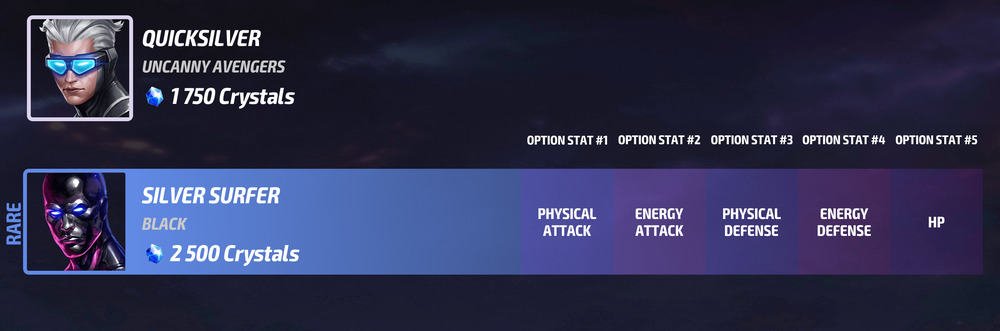 QUICKSILVER
UNCANNY AVENGERS
1 750 Crystals
OPTION STAT #1 OPTION STAT #2 OPTION STAT #3 OPTION STAT #4 OPTION STAT #5
RARE
SILVER SURFER
BLACK
2 500 Crystals
PHYSICAL ATTACK
ENERGY ATTACK
PHYSICAL DEFENSE
ENERGY DEFENSE
HP